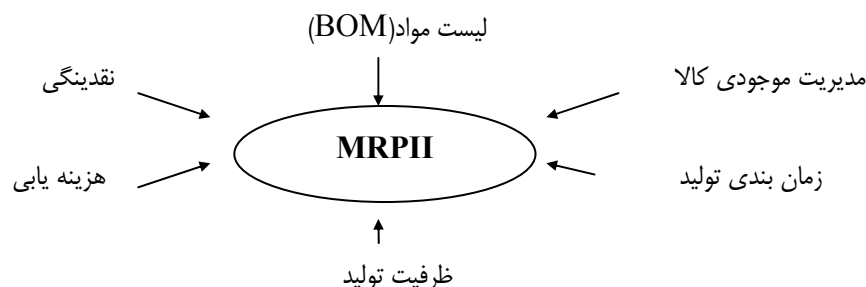 لیست مواد(BOM)
مدیریت موجودی کالا
نقدینگی
MRPII
زمان بندی تولید
هزینه یابی
ظرفیت تولید